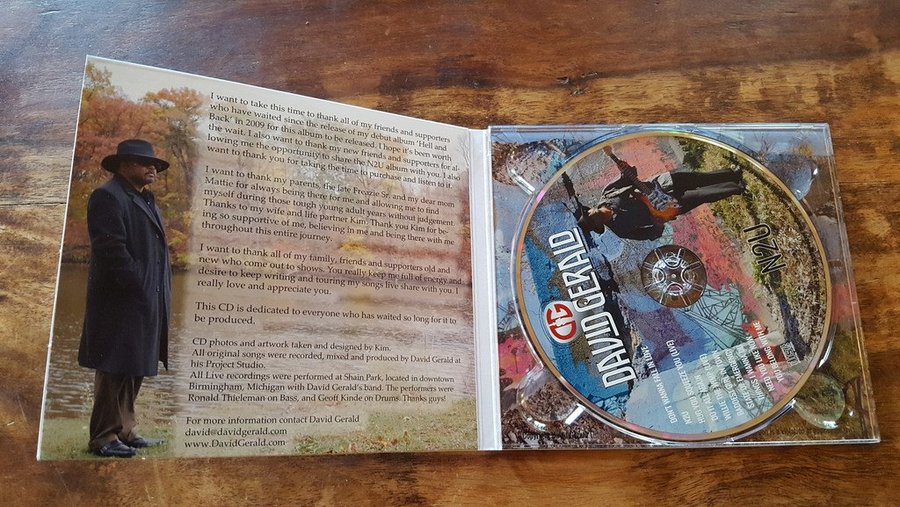 I want to take this time to thank all of my friends and supporters
who have waited since the release of my debut album 'Hell and
Back' in 2009 for this album to be released. I hope it's been worth
the wait. I also want to thank my new friends and supporters for al-
lowing me the opportunity to share the N2U album with you. I also
want to thank you for taking the time to purchase and listen to it
I want to thank my parents, the late Freazie Sr. and my dear mom
Mattie for always being there for me and allowing me to find
myself during those tough young adult years without judgement.
Thanks to my wife and life partner Kim. Thank you Kim for be-
ing so supportive of me, believing in me and being there with me
throughout this entire journey.
I want to thank all of my family, friends and supporters old and
new who come out to shows. You really keep me full of energy and
desire to keep writing and touring my songs live share with you. I
really love and appreciate you.
This CD is dedicated to everyone who has waited so long for it to
be produced.
CD photos and artwork taken and designed by Kim.
All original songs were recorded, mixed and produced by David Gerald at
his Project Studio.
All Live recordings were performed at Shain Park, located in downtown
Birmingham, Michigan with David Gerald's band. The performers were
Ronald Thieleman on Bass, and Geoff Kinde on Drums. Thanks guys!
For more information contact David Gerald
david@davidgerald.com
www.DavidGerald.com
DAVID GERALD
N2U